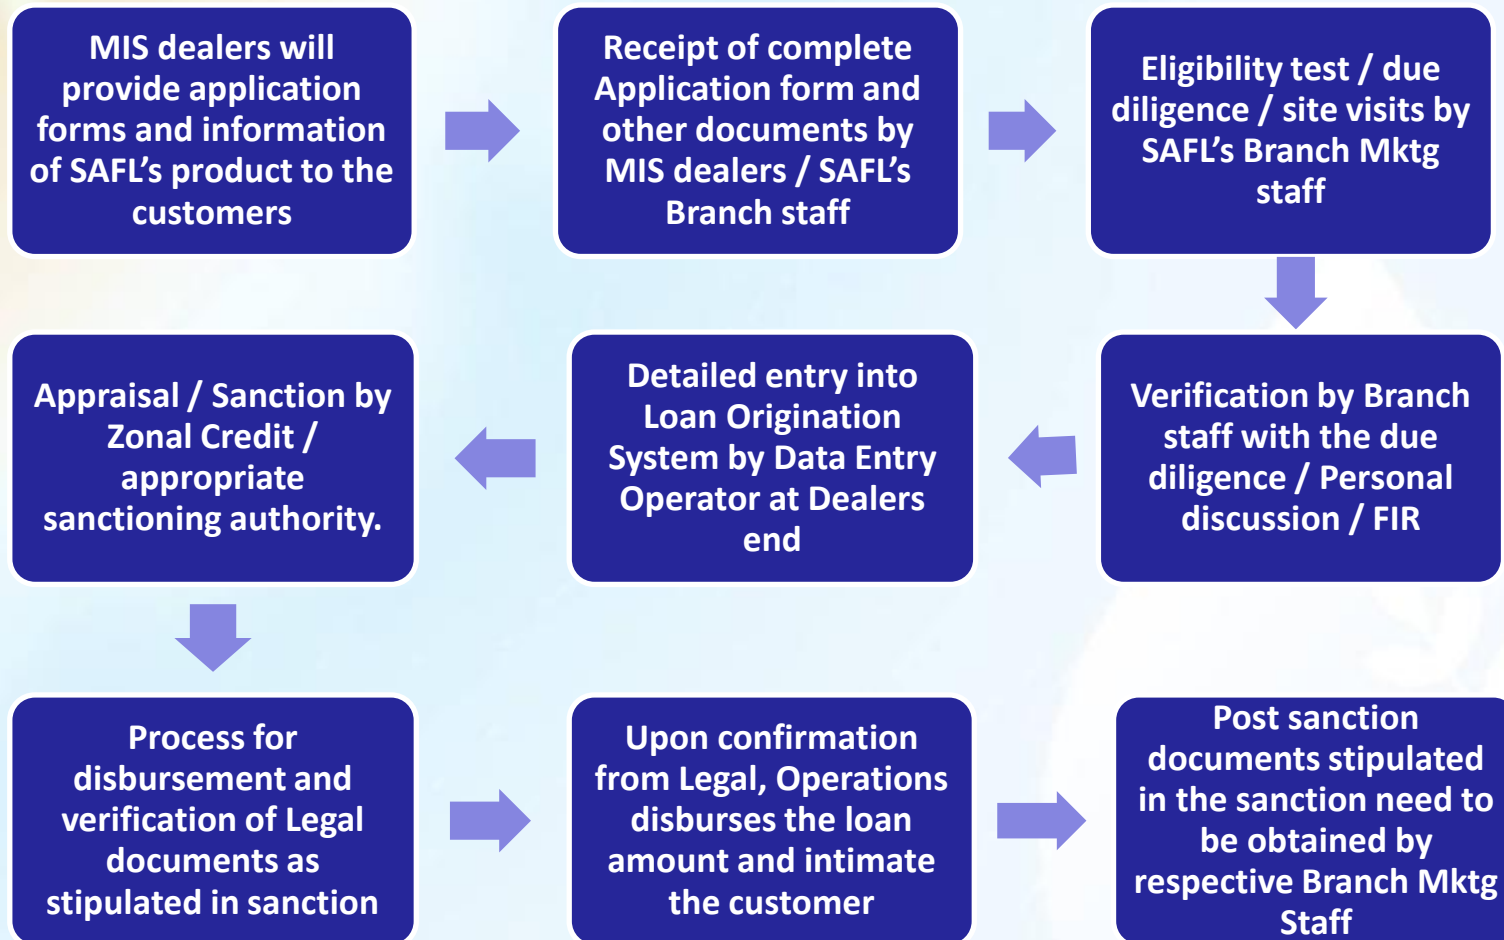 MIS dealers will
provide application
forms and information
of SAFL’s product to the
customers
Receipt of complete
Application form and
other documents by
MIS dealers / SAFL’s
Branch staff
Eligibility test / due
diligence / site visits by
SAFL’s Branch Mktg
staff
Verification by Branch
staff with the due
diligence / Personal
discussion / FIR
Detailed entry into
Loan Origination
System by Data Entry
Operator at Dealers
end
Appraisal / Sanction by
Zonal Credit /
appropriate
sanctioning authority.
Process for
disbursement and
verification of Legal
documents as
stipulated in sanction
Upon confirmation
from Legal, Operations
disburses the loan
amount and intimate
the customer
Post sanction
documents stipulated
in the sanction need to
be obtained by
respective Branch Mktg
Staff